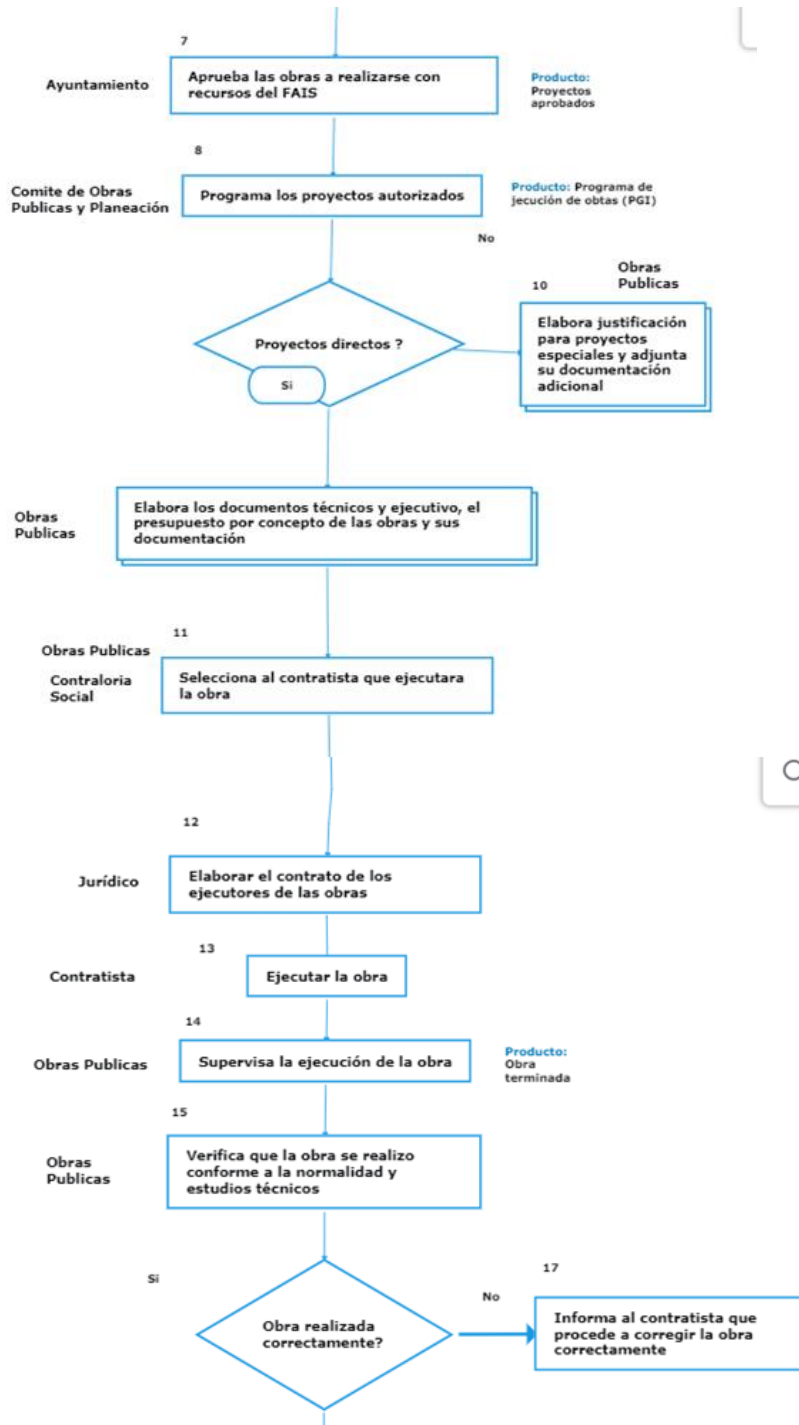 7
Ayuntamiento
Aprueba las obras a realizarse con
recursos del FAIS
Producto:
Proyectos
aprobados
8
Comite de Obras
Publicas y Planeación
Programa los proyectos autorizados
Producto: Programa de
jecución de obtas (PGI)
No
Proyectos directos ?
Si
10
Obras
Publicas
Elabora justificación
para proyectos
especiales y adjunta
su documentación
adicional
Obras
Publicas
Elabora los documentos técnicos y ejecutivo, el
presupuesto por concepto de las obras y sus
documentación
11
Obras Publicas
Contraloria
Social
Selecciona al contratista que ejecutara
la obra
12
Jurídico
Elaborar el contrato de los
ejecutores de las obras
13
Contratista
Ejecutar la obra
14
Obras Publicas
Supervisa la ejecución de la obra
Producto:
Obra
terminada
15
Obras
Publicas
Verifica que la obra se realizo
conforme a la normalidad y
estudios técnicos
Si
Obra realizada
correctamente?
No
17
Informa al contratista que
procede a corregir la obra
correctamente